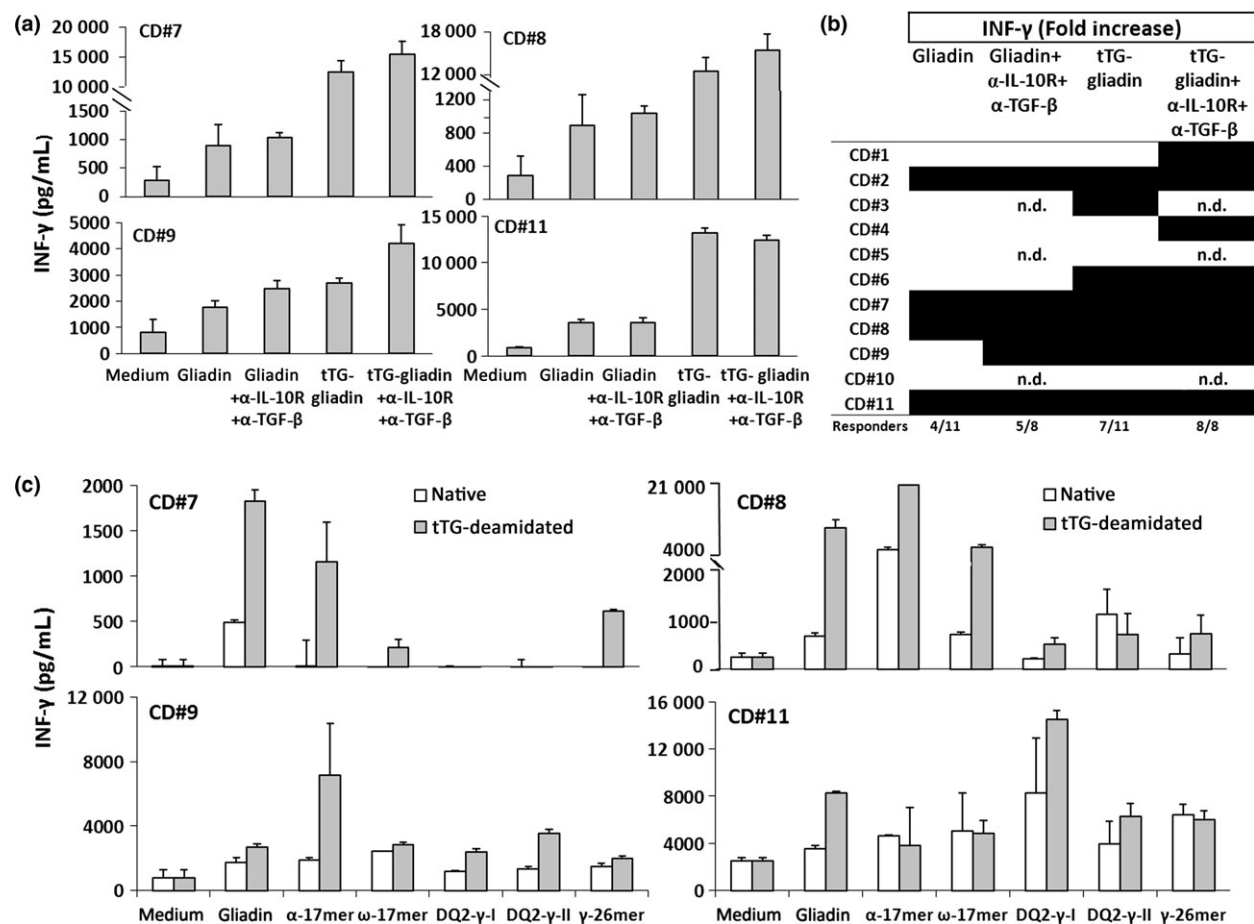 (a)
INF-γ (pg/mL)
CD#7
20 000
15 000
10 000
1500
1000
500
0
CD#8
18 000
12 000
1200
800
400
0
CD#9
5000
4000
3000
2000
1000
0
CD#11
15 000
10 000
5000
0
Medium Gliadin Gliadin tTG- tTG-gliadin
+α-IL-10R gliadin +α-IL-10R
+α-TGF-β +α-TGF-β
Medium Gliadin Gliadin tTG- tTG- gliadin
+α-IL-10R gliadin +α-IL-10R
+α-TGF-β +α-TGF-β
(b)
INF-γ (Fold increase)
Gliadin Gliadin+ tTG- tTG-
α-IL-10R+ gliadin gliadin+
α-TGF-β α-IL-10R+
α-TGF-β
CD#1
CD#2
CD#3 n.d. n.d.
CD#4
CD#5 n.d. n.d.
CD#6
CD#7
CD#8
CD#9
CD#10 n.d. n.d.
CD#11
Responders 4/11 5/8 7/11 8/8
(c)
INF-γ (pg/mL)
CD#7
Native
tTG-deamidated
2000
1500
1000
500
0
CD#8
Native
tTG-deamidated
21 000
4000
2000
1000
0
CD#9
12 000
8000
4000
0
Medium Gliadin α-17mer ω-17mer DQ2-γ-I DQ2-γ-II γ-26mer
CD#11
16 000
12 000
8000
4000
0
Medium Gliadin α-17mer ω-17mer DQ2-γ-I DQ2-γ-II γ-26mer